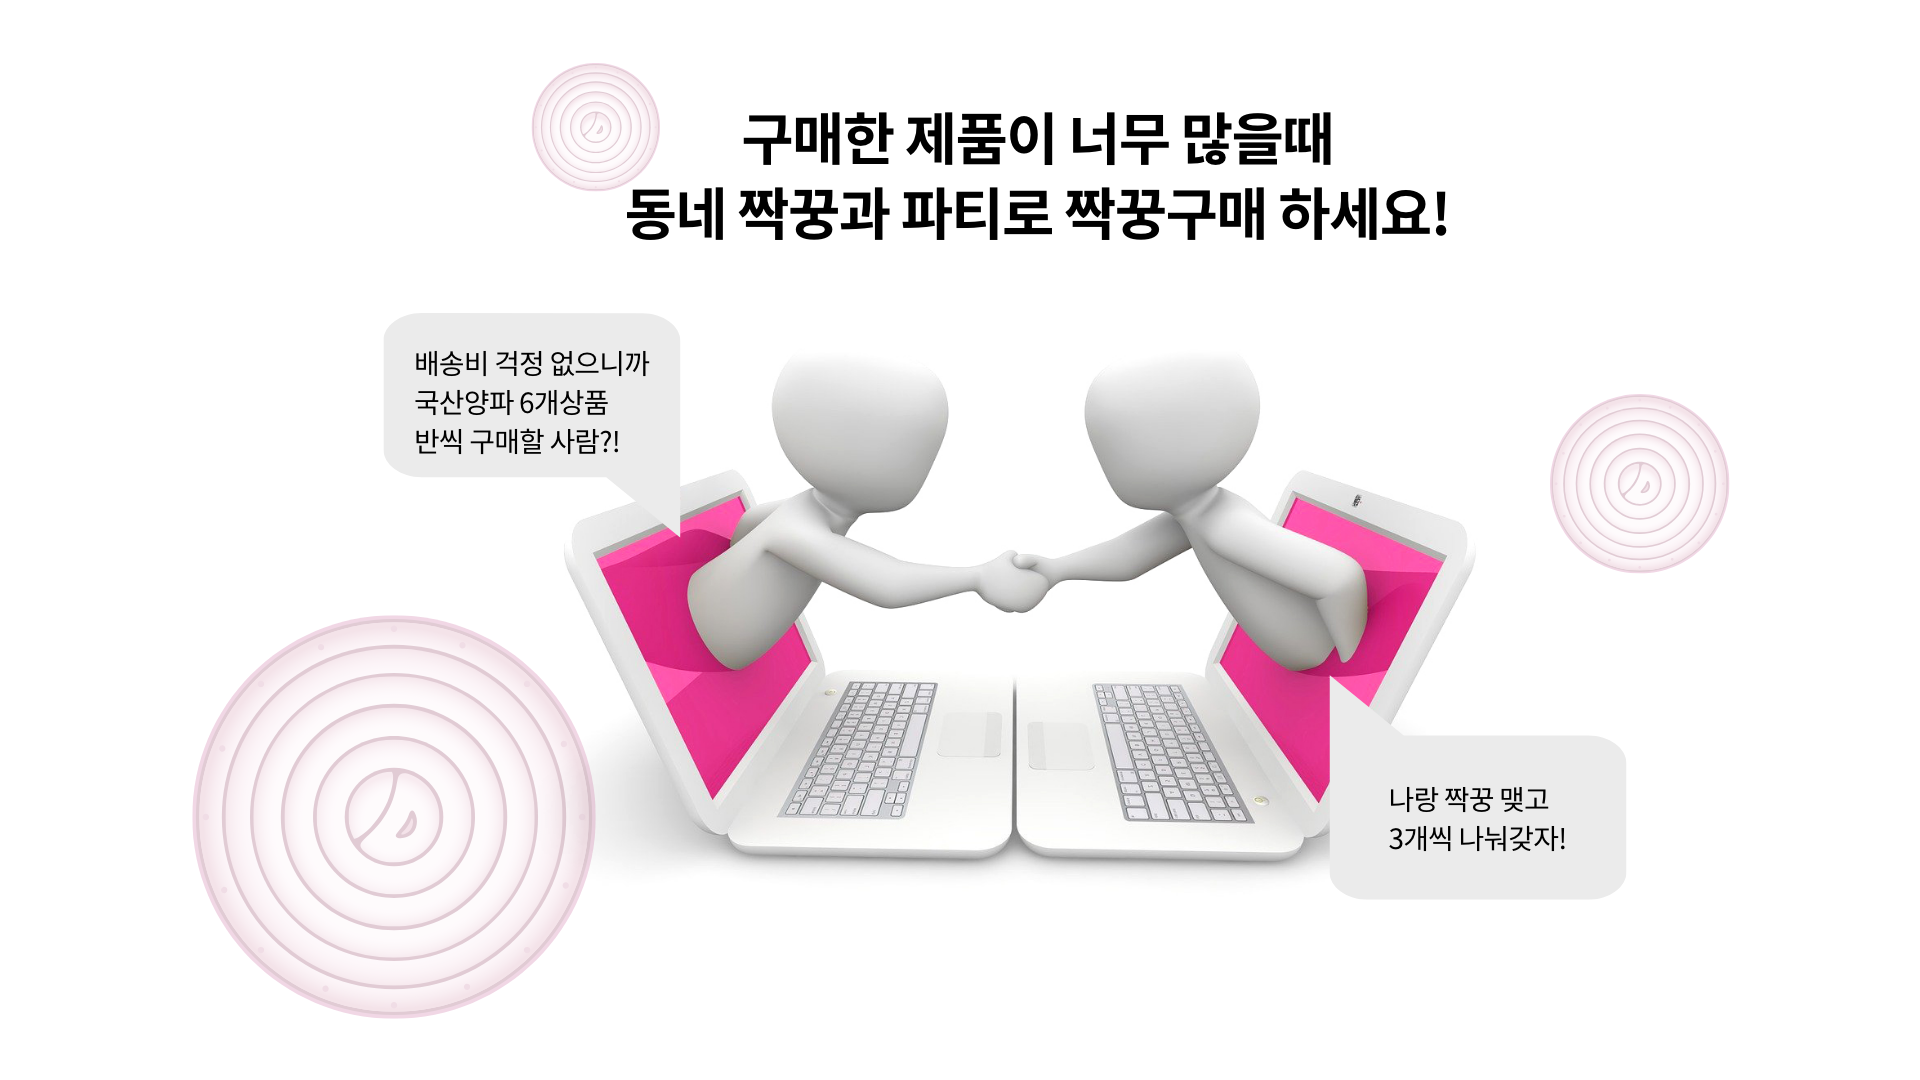 구매한 제품이 너무 많을때
동네 짝꿍과 파티로 짝꿍구매 하세요!
배송비 걱정 없으니까
국산양파 6개상품
반씩 구매할 사람?!
나랑 짝꿍 맺고
3개씩 나눠갖자!